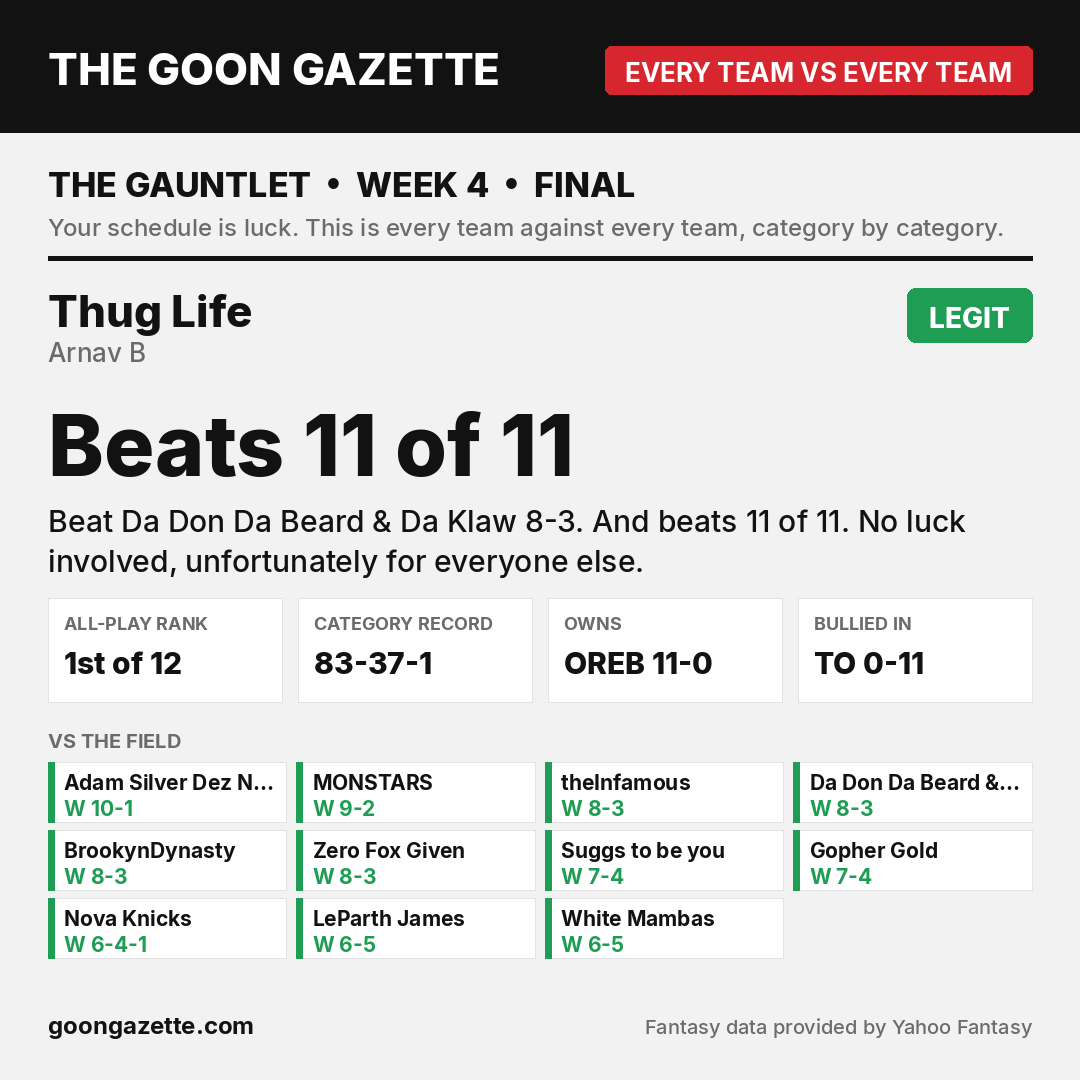 THE GOON GAZETTE
EVERY TEAM VS EVERY TEAM
THE GAUNTLET • WEEK 4 • FINAL
Your schedule is luck. This is every team against every team, category by category.
Thug Life
LEGIT
Arnav B
Beats 11 of 11
Beat Da Don Da Beard & Da Klaw 8-3. And beats 11 of 11. No luck
involved, unfortunately for everyone else.
ALL-PLAY RANK
1st of 12
CATEGORY RECORD
83-37-1
OWNS
OREB 11-0
BULLIED IN
TO 0-11
VS THE FIELD
Adam Silver Dez N...
W 10-1
MONSTARS
W 9-2
theInfamous
W 8-3
Da Don Da Beard &...
W 8-3
BrookynDynasty
W 8-3
Zero Fox Given
W 8-3
Suggs to be you
W 7-4
Gopher Gold
W 7-4
Nova Knicks
W 6-4-1
LeParth James
W 6-5
White Mambas
W 6-5
goongazette.com
Fantasy data provided by Yahoo Fantasy